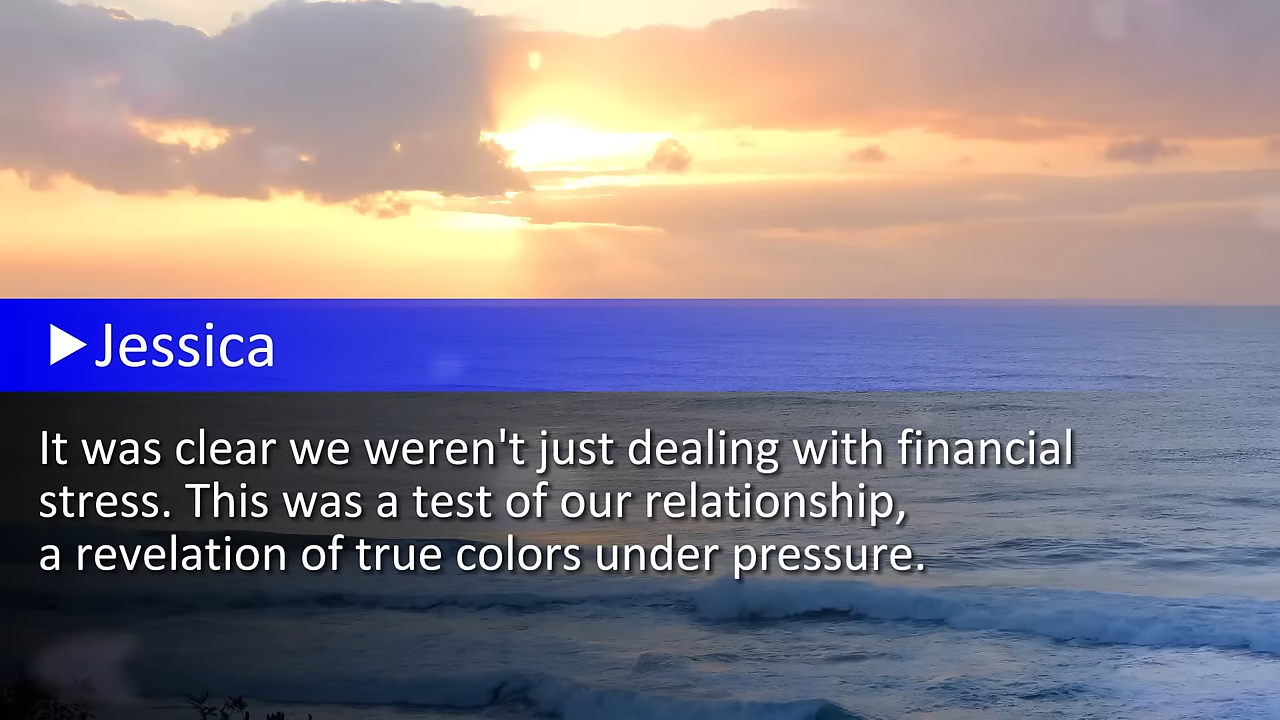 ▶Jessica
It was clear we weren't just dealing with financial
stress. This was a test of our relationship,
a revelation of true colors under pressure.